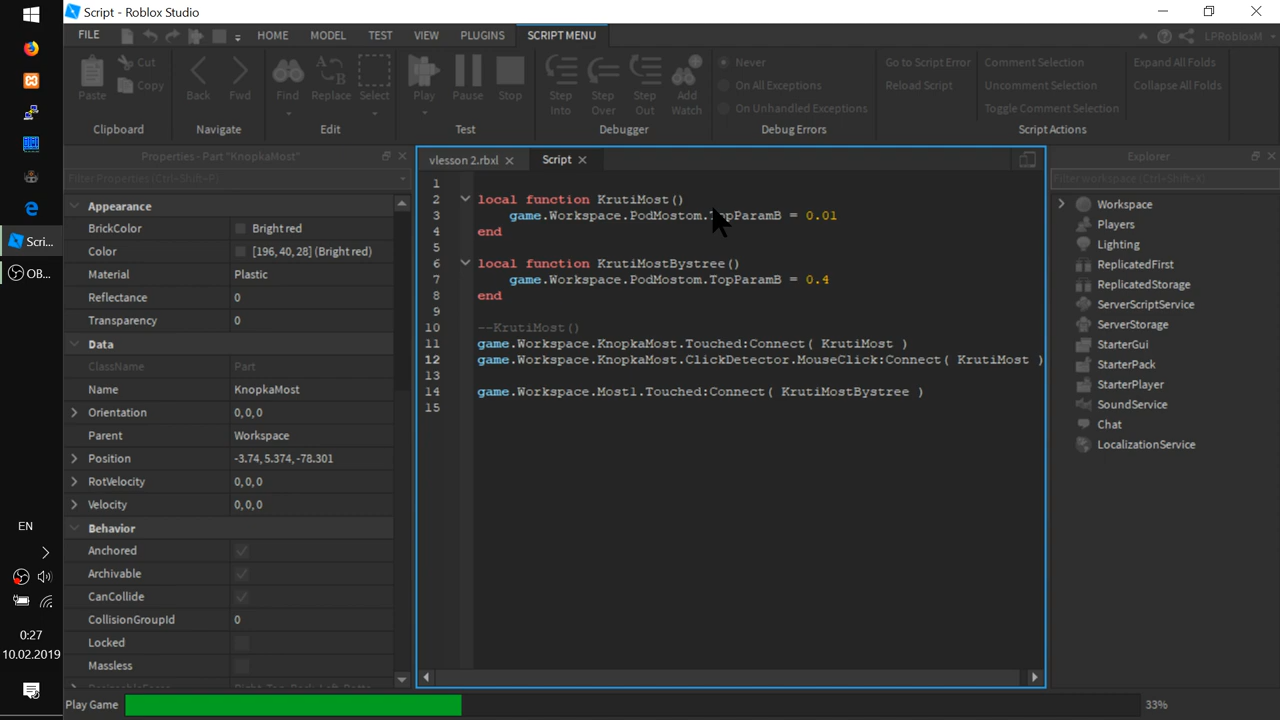 Script - Roblox Studio
FILE
HOME
MODEL
TEST
VIEW
PLUGINS
SCRIPT MENU
LPRobloxM
Paste
Cut
Copy
Clipboard
Back
Fwd
Navigate
Find
Replace
Select
Edit
Play
Pause
Stop
Test
Step Into
Step Over
Step Out
Add Watch
Debugger
Never
On All Exceptions
On Unhandled Exceptions
Debug Errors
Go to Script Error
Reload Script
Comment Selection
Uncomment Selection
Toggle Comment Selection
Expand All Folds
Collapse All Folds
Script Actions
Properties - Part "KnopkaMost"
Filter Properties (Ctrl+Shift+P)
Appearance
BrickColor Bright red
Color [196, 40, 28] (Bright red)
Material Plastic
Reflectance 0
Transparency 0
Data
ClassName Part
Name KnopkaMost
Orientation 0, 0, 0
Parent Workspace
Position -3.74, 5.374, -78.301
RotVelocity 0, 0, 0
Velocity 0, 0, 0
Behavior
Anchored
Archivable
CanCollide
CollisionGroupId 0
Locked
Massless
vlesson 2.rbxl
Script
1
2 local function KrutiMost()
3 game.Workspace.PodMostom.TopParamB = 0.01
4 end
5
6 local function KrutiMostBystree()
7 game.Workspace.PodMostom.TopParamB = 0.4
8 end
9
10 --KrutiMost()
11 game.Workspace.KnopkaMost.Touched:Connect( KrutiMost )
12 game.Workspace.KnopkaMost.ClickDetector.MouseClick:Connect( KrutiMost )
13
14 game.Workspace.Most1.Touched:Connect( KrutiMostBystree )
15
Explorer
Filter workspace (Ctrl+Shift+X)
Workspace
Players
Lighting
ReplicatedFirst
ReplicatedStorage
ServerScriptService
ServerStorage
StarterGui
StarterPack
StarterPlayer
SoundService
Chat
LocalizationService
Scri...
OB...
EN
0:27
10.02.2019
Play Game
33%